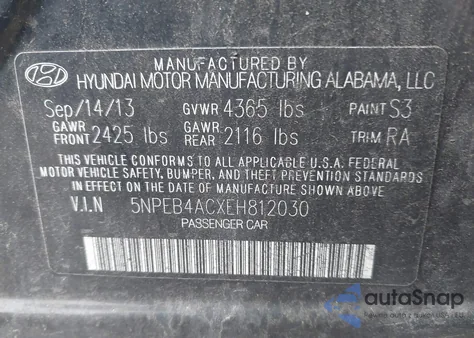 MANUFACTURED BY
HYUNDAI MOTOR MANUFACTURING ALABAMA, LLC
Sep/14/13 GVWR 4365 lbs PAINT S3
GAWR FRONT 2425 lbs GAWR REAR 2116 lbs TRIM RA
THIS VEHICLE CONFORMS TO ALL APPLICABLE U.S.A. FEDERAL
MOTOR VEHICLE SAFETY, BUMPER, AND THEFT PREVENTION STANDARDS
IN EFFECT ON THE DATE OF MANUFACTURE SHOWN ABOVE.
V.I.N 5NPEB4ACXEH812030
PASSENGER CAR
autoSnap